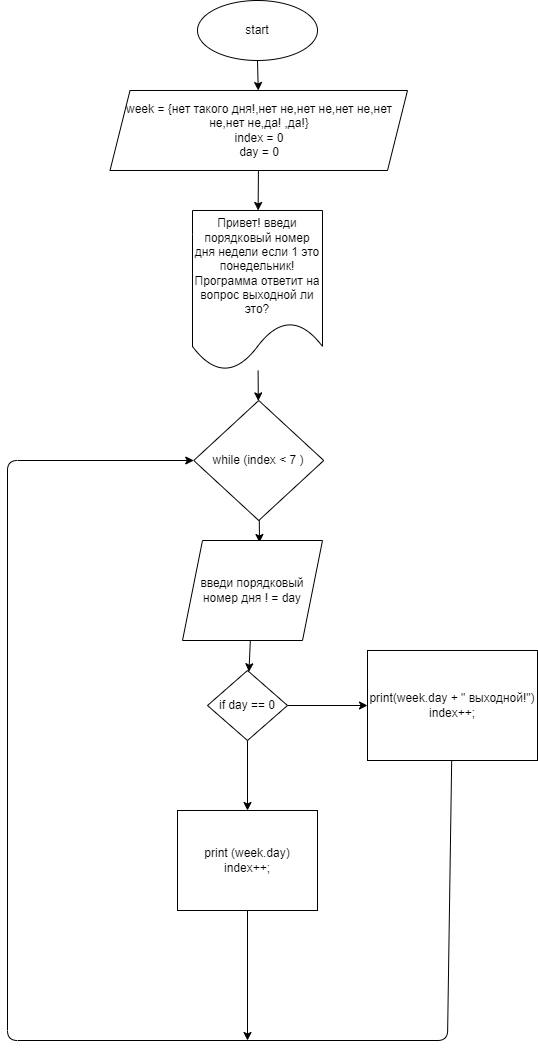 start
week = {нет такого дня!,нет не,нет не,нет не,нет
не,нет не,да! ,да!}
index = 0
day = 0
Привет! введи
порядковый номер
дня недели если 1 это
понедельник!
Программа ответит на
вопрос выходной ли
это?
while (index < 7 )
введи порядковый
номер дня ! = day
if day == 0
print(week.day + " выходной!")
index++;
print (week.day)
index++;